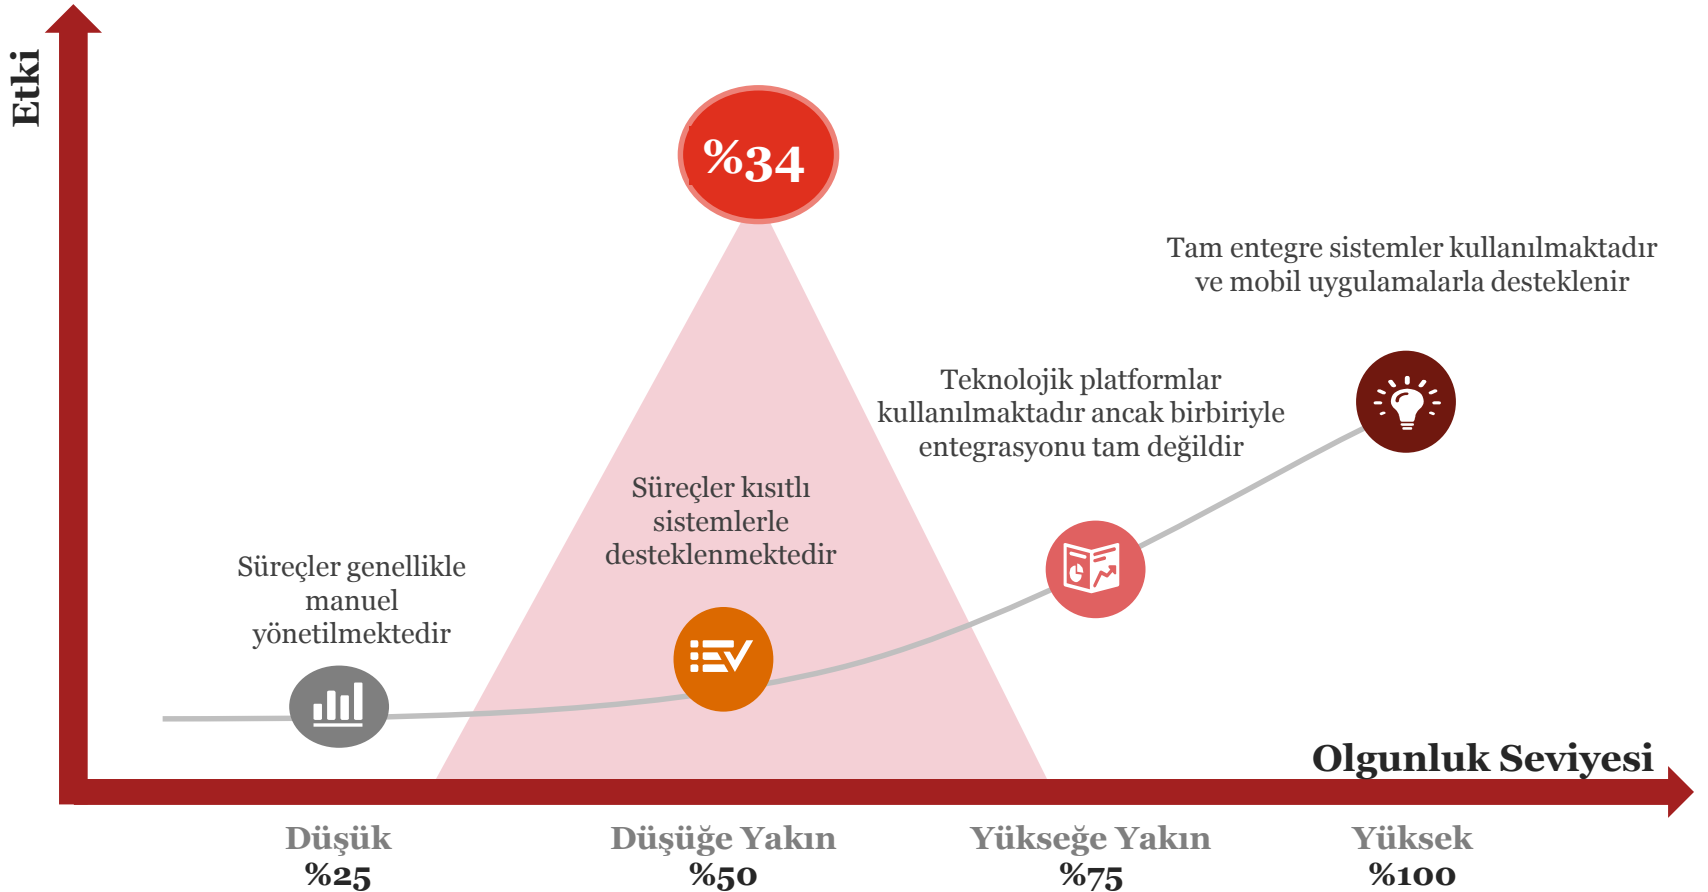 Etki
%34
Tam entegre sistemler kullanılmaktadır
ve mobil uygulamalarla desteklenir
Teknolojik platformlar
kullanılmaktadır ancak birbiriyle
entegrasyonu tam değildir
Süreçler kısıtlı
sistemlerle
desteklenmektedir
Süreçler genellikle
manuel
yönetilmektedir
Olgunluk Seviyesi
Düşük
%25
Düşüğe Yakın
%50
Yükseğe Yakın
%75
Yüksek
%100